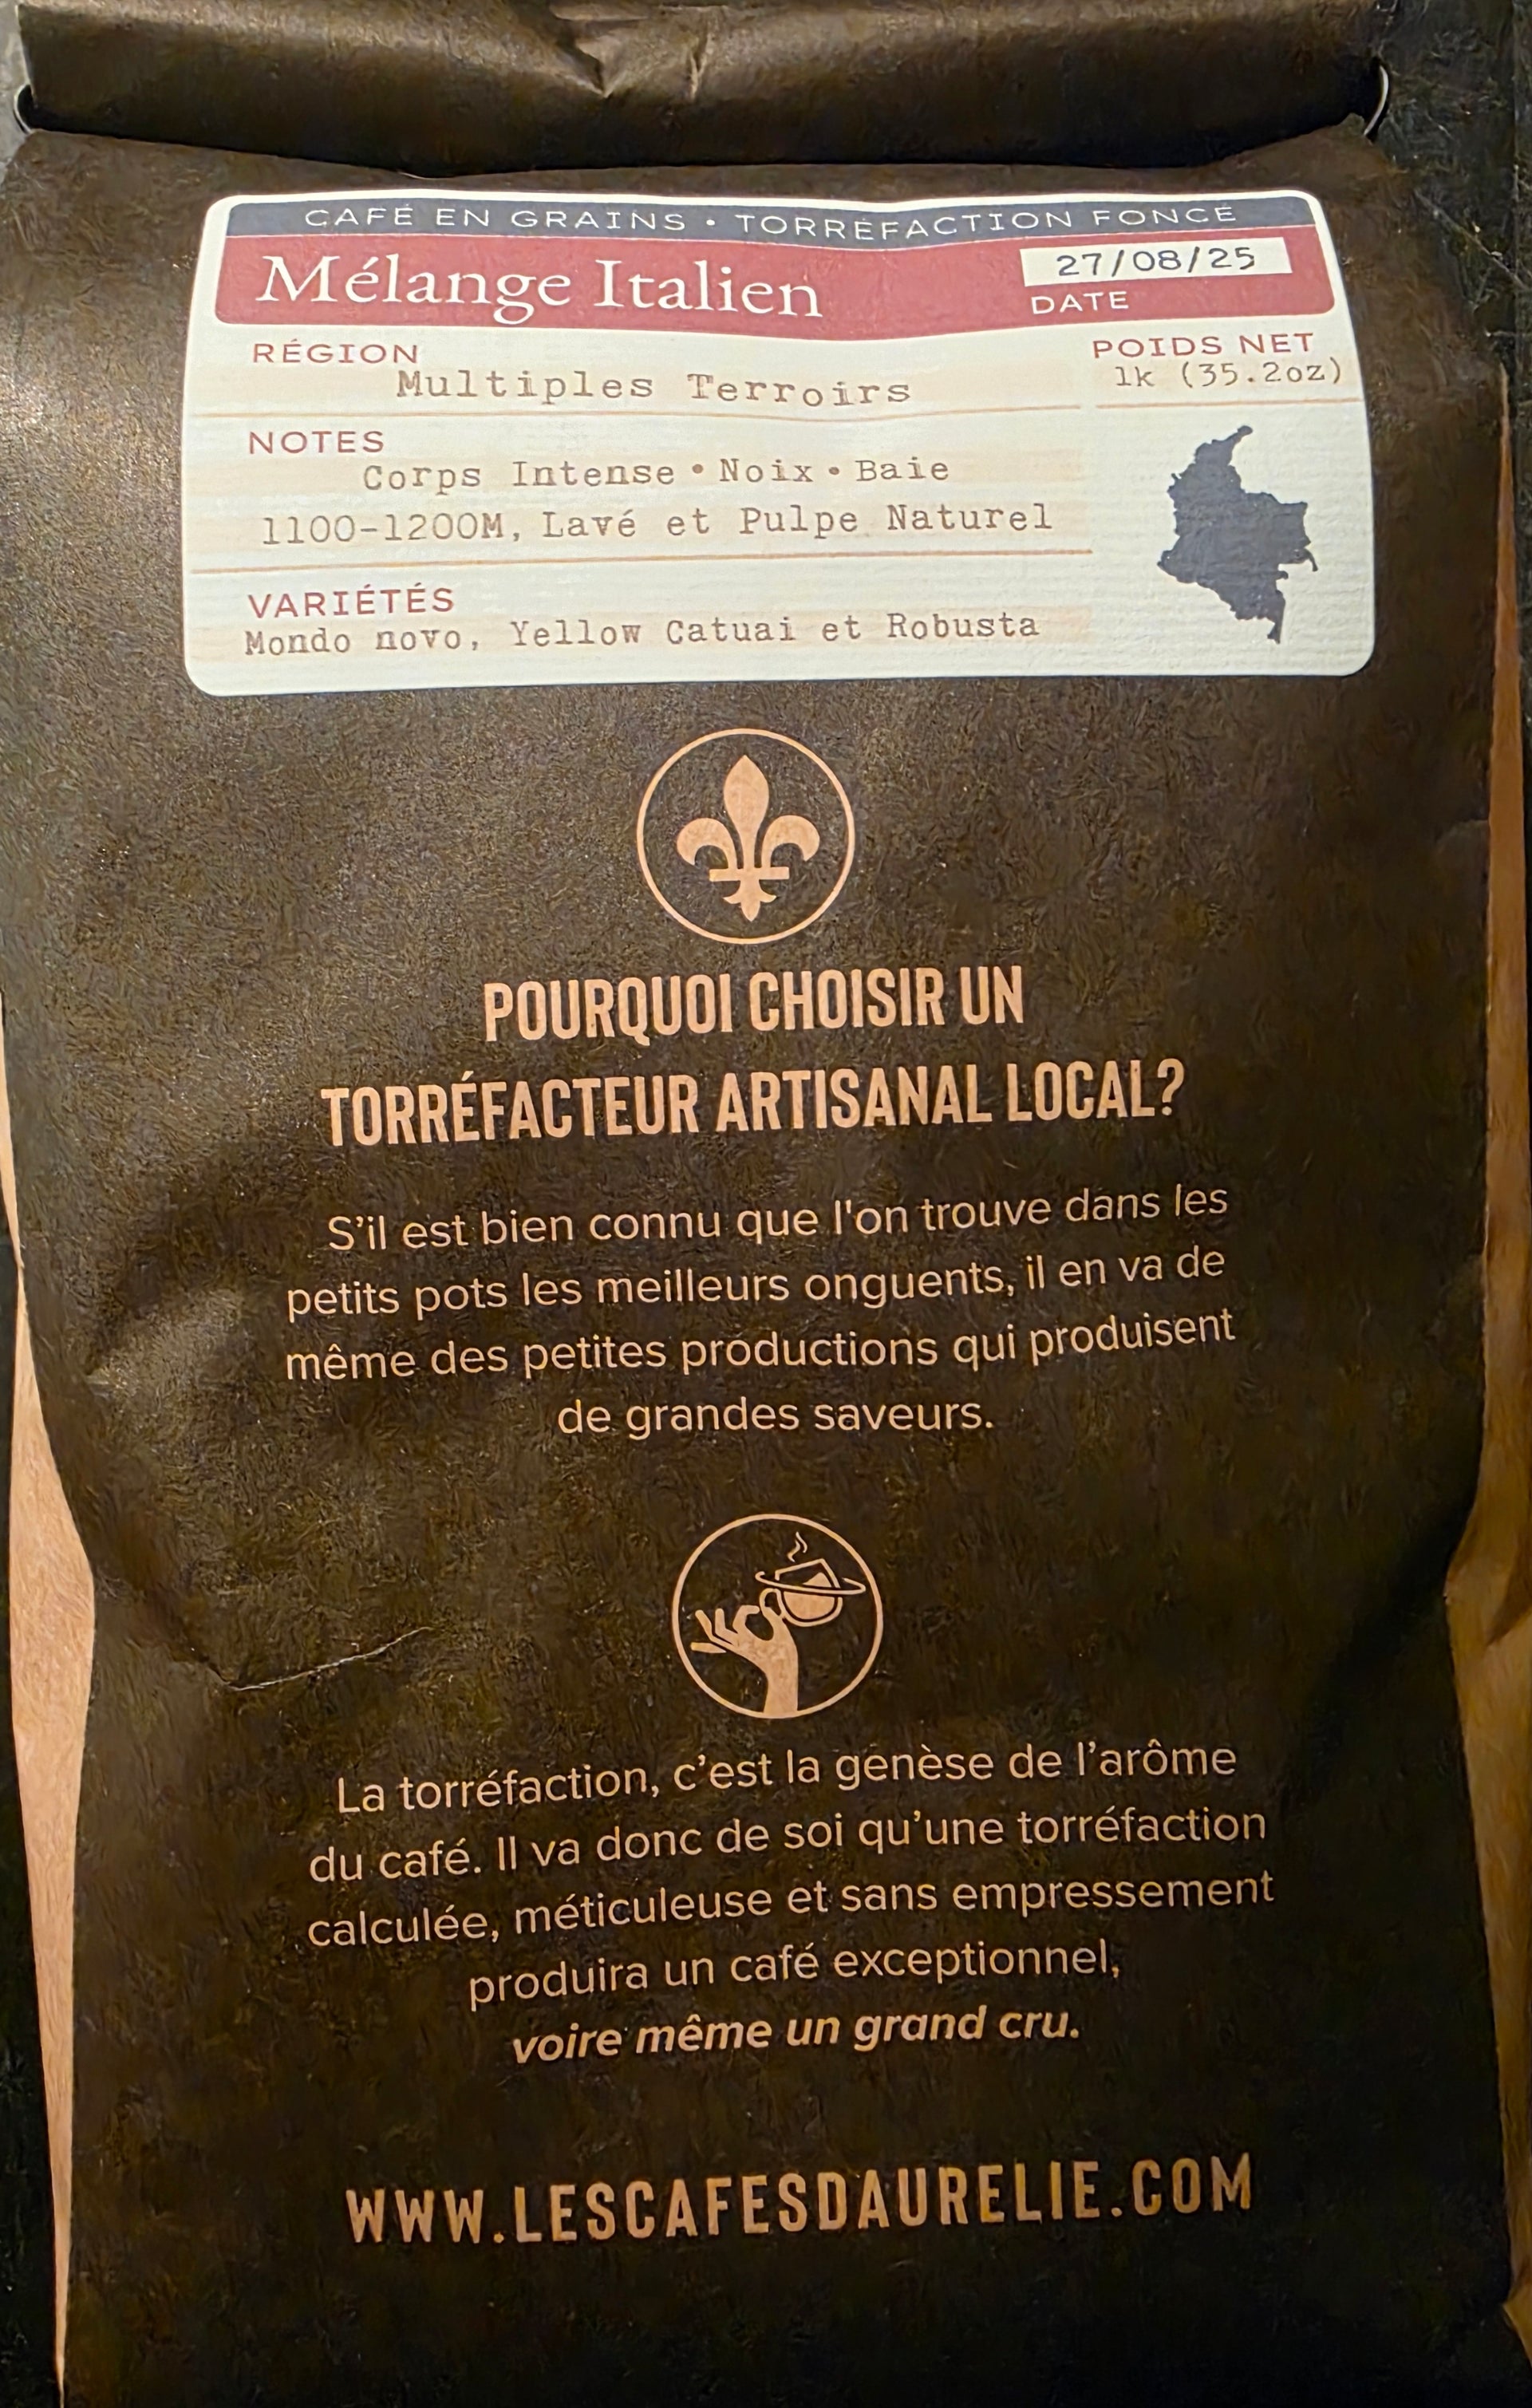 CAFÉ EN GRAINS • TORRÉFACTION FONCÉ
Mélange Italien
27/08/25
DATE
RÉGION
Multiples Terroirs
POIDS NET
1k (35.2oz)
NOTES
Corps Intense • Noix • Baie
1100-1200M, Lavé et Pulpe Naturel
VARIÉTÉS
Mondo novo, Yellow Catuai et Robusta
POURQUOI CHOISIR UN
TORRÉFACTEUR ARTISANAL LOCAL?
S'il est bien connu que l'on trouve dans les
petits pots les meilleurs onguents, il en va de
même des petites productions qui produisent
de grandes saveurs.
La torréfaction, c'est la genèse de l'arôme
du café. Il va donc de soi qu'une torréfaction
calculée, méticuleuse et sans empressement
produira un café exceptionnel,
voire même un grand cru.
WWW.LESCAFESDAURELIE.COM